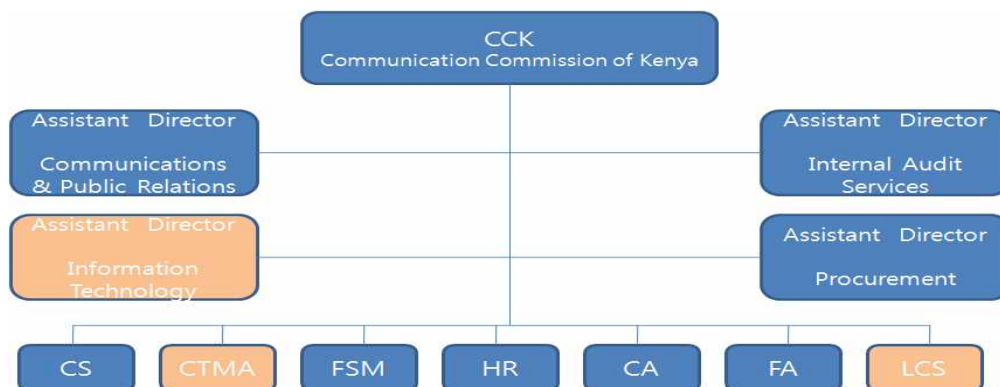 CCK
Communication Commission of Kenya
Assistant Director
Communications
& Public Relations
Assistant Director
Internal Audit
Services
Assistant Director
Information
Technology
Assistant Director
Procurement
CS
CTMA
FSM
HR
CA
FA
LCS